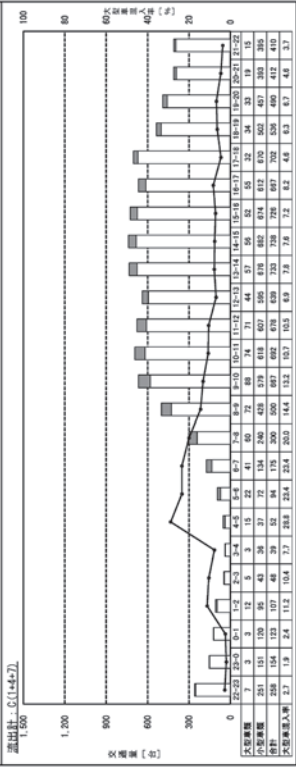 流出計：C(1+4+7)
交通量［台］
1,500
1,200
900
600
300
0
大型車混入率［％］
100
80
60
40
20
0
22-23 23-0 0-1 1-2 2-3 3-4 4-5 5-6 6-7 7-8 8-9 9-10 10-11 11-12 12-13 13-14 14-15 15-16 16-17 17-18 18-19 19-20 20-21 21-22
大型車類 7 3 3 12 5 3 15 22 41 60 72 88 74 71 44 57 56 52 55 32 34 33 19 15
小型車類 251 151 120 95 43 36 37 72 134 240 428 579 618 607 595 676 682 674 612 670 502 457 393 395
合計 258 154 123 107 48 39 52 94 175 300 500 667 692 678 639 733 738 726 667 702 536 490 412 410
大型車混入率 2.7 1.9 2.4 11.2 10.4 7.7 28.8 23.4 23.4 20.0 14.4 13.2 10.7 10.5 6.9 7.8 7.6 7.2 8.2 4.6 6.3 6.7 4.6 3.7